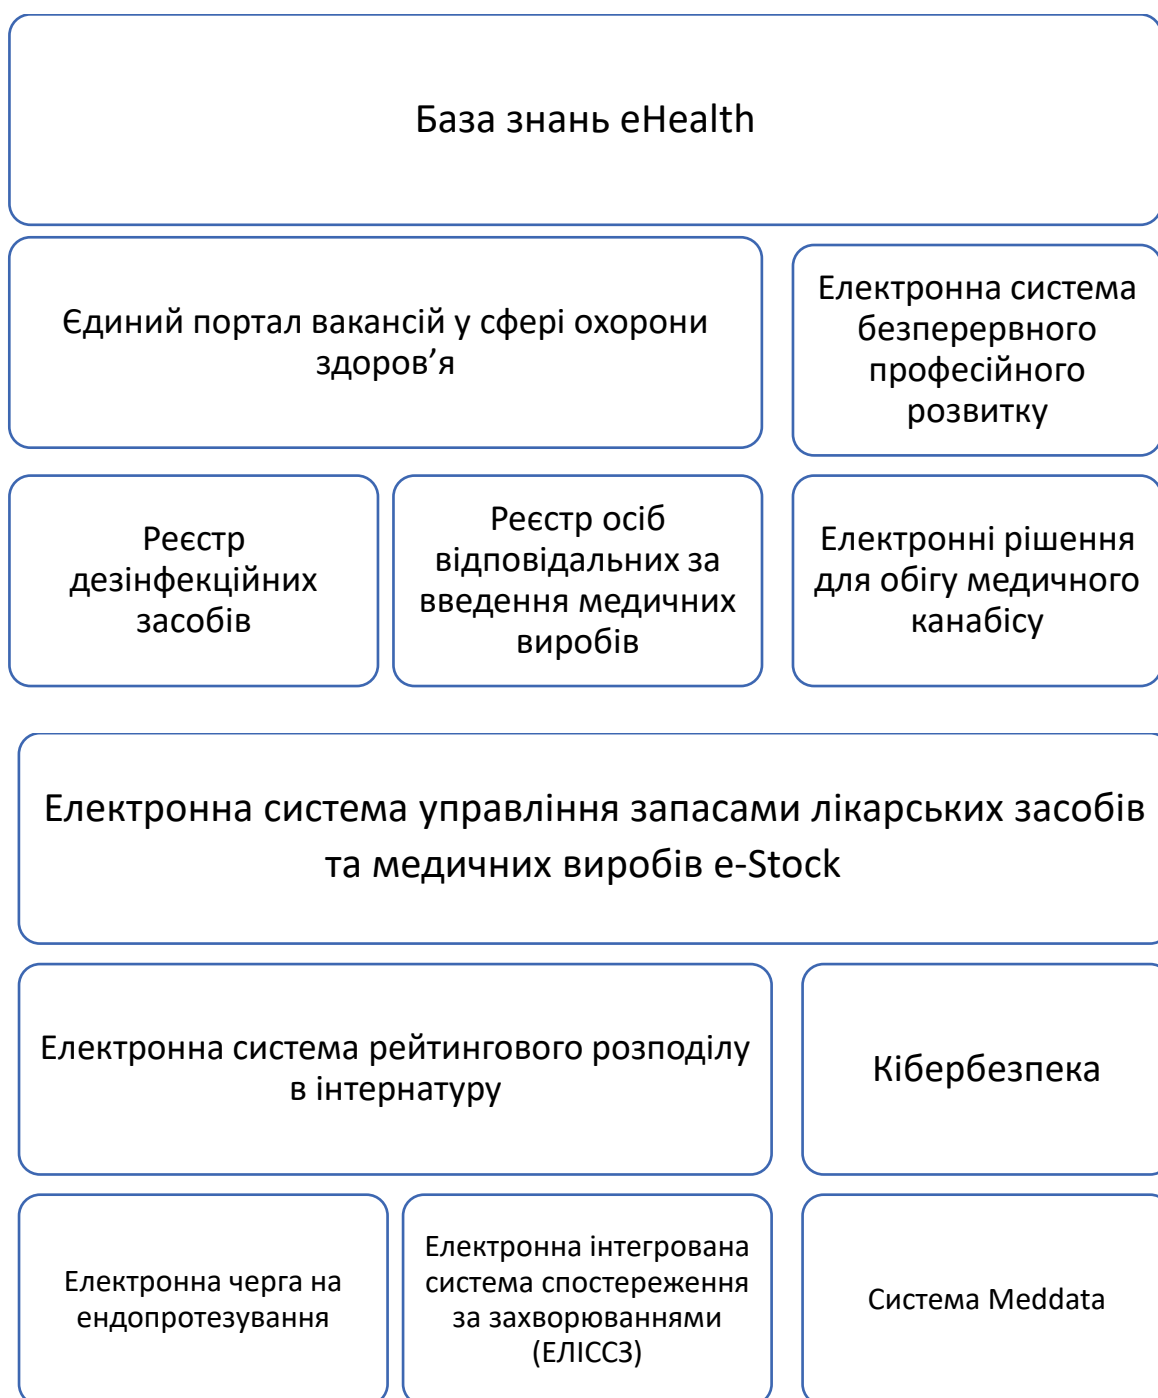 База знань eHealth
Єдиний портал вакансій у сфері охорони
здоров’я
Електронна система
безперервного
професійного
розвитку
Реєстр
дезінфекційних
засобів
Реєстр осіб
відповідальних за
введення медичних
виробів
Електронні рішення
для обігу медичного
канабісу
Електронна система управління запасами лікарських засобів
та медичних виробів e-Stock
Електронна система рейтингового розподілу
в інтернатуру
Кібербезпека
Електронна черга на
ендопротезування
Електронна інтегрована
система спостереження
за захворюваннями
(ЕЛІССЗ)
Система Meddata